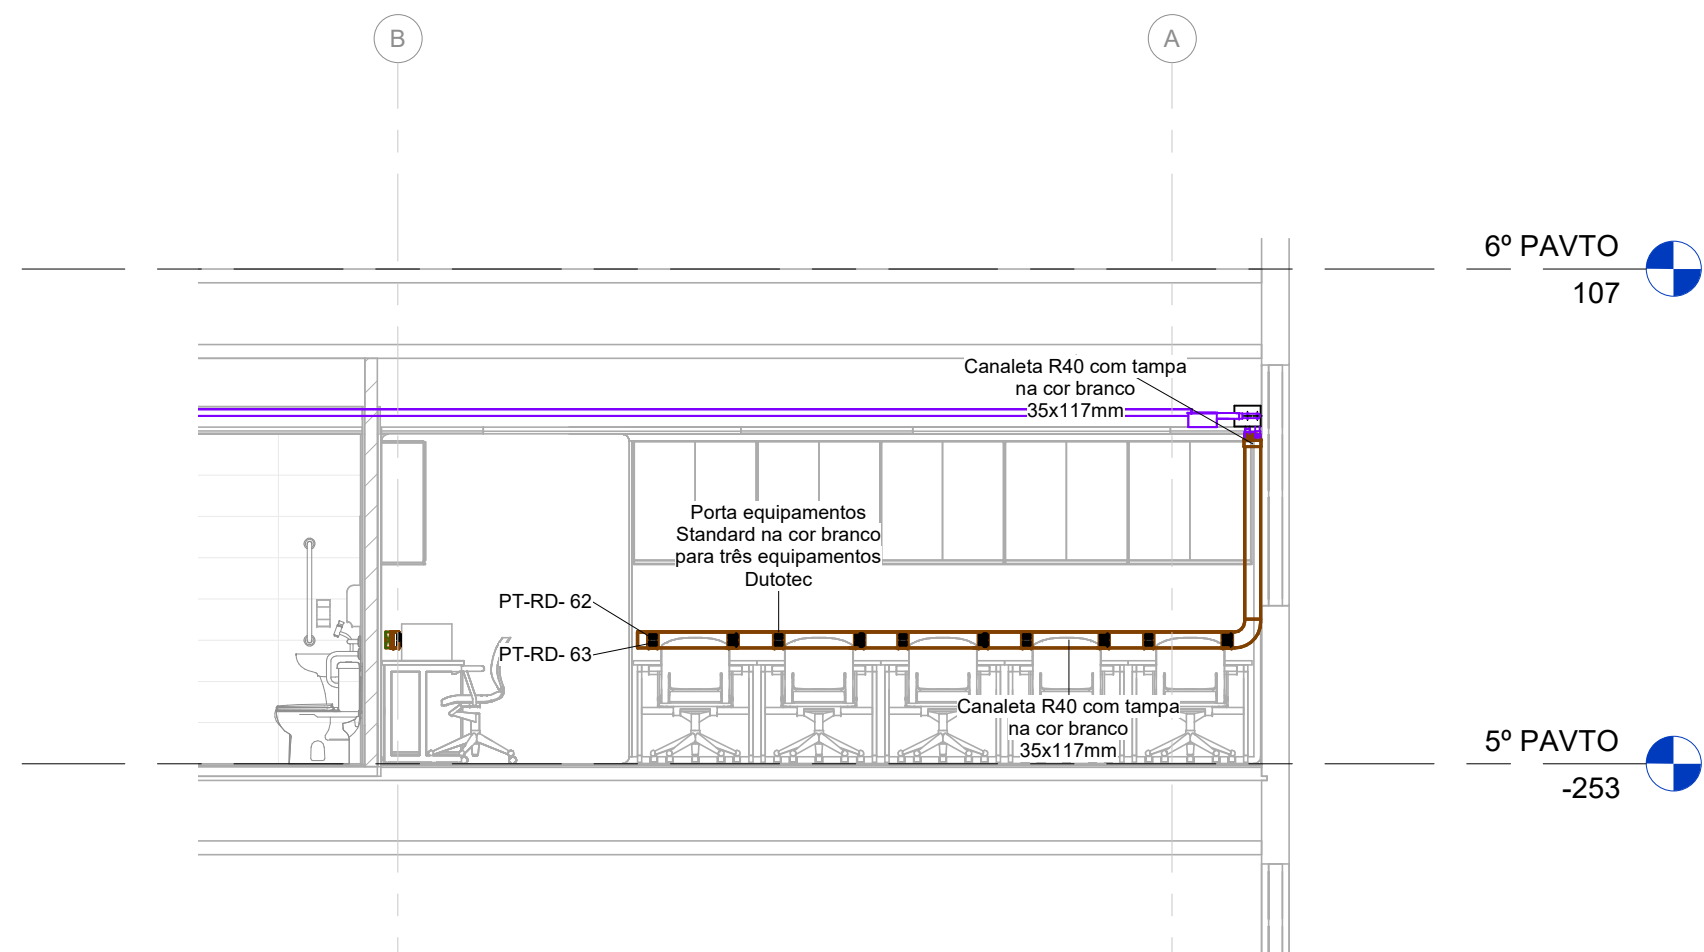 B
A
6º PAVTO
107
Canaleta R40 com tampa
na cor branco
35x117mm
Porta equipamentos
Standard na cor branco
para três equipamentos
Dutotec
PT-RD- 62
PT-RD- 63
Canaleta R40 com tampa
na cor branco
35x117mm
5º PAVTO
-253